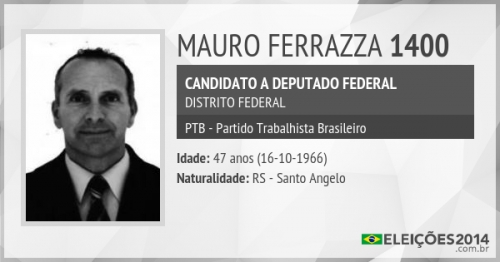 MAURO FERRAZZA 1400
CANDIDATO A DEPUTADO FEDERAL
DISTRITO FEDERAL
PTB - Partido Trabalhista Brasileiro
Idade: 47 anos (16-10-1966)
Naturalidade: RS - Santo Angelo
ELEIÇÕES2014
.com.br